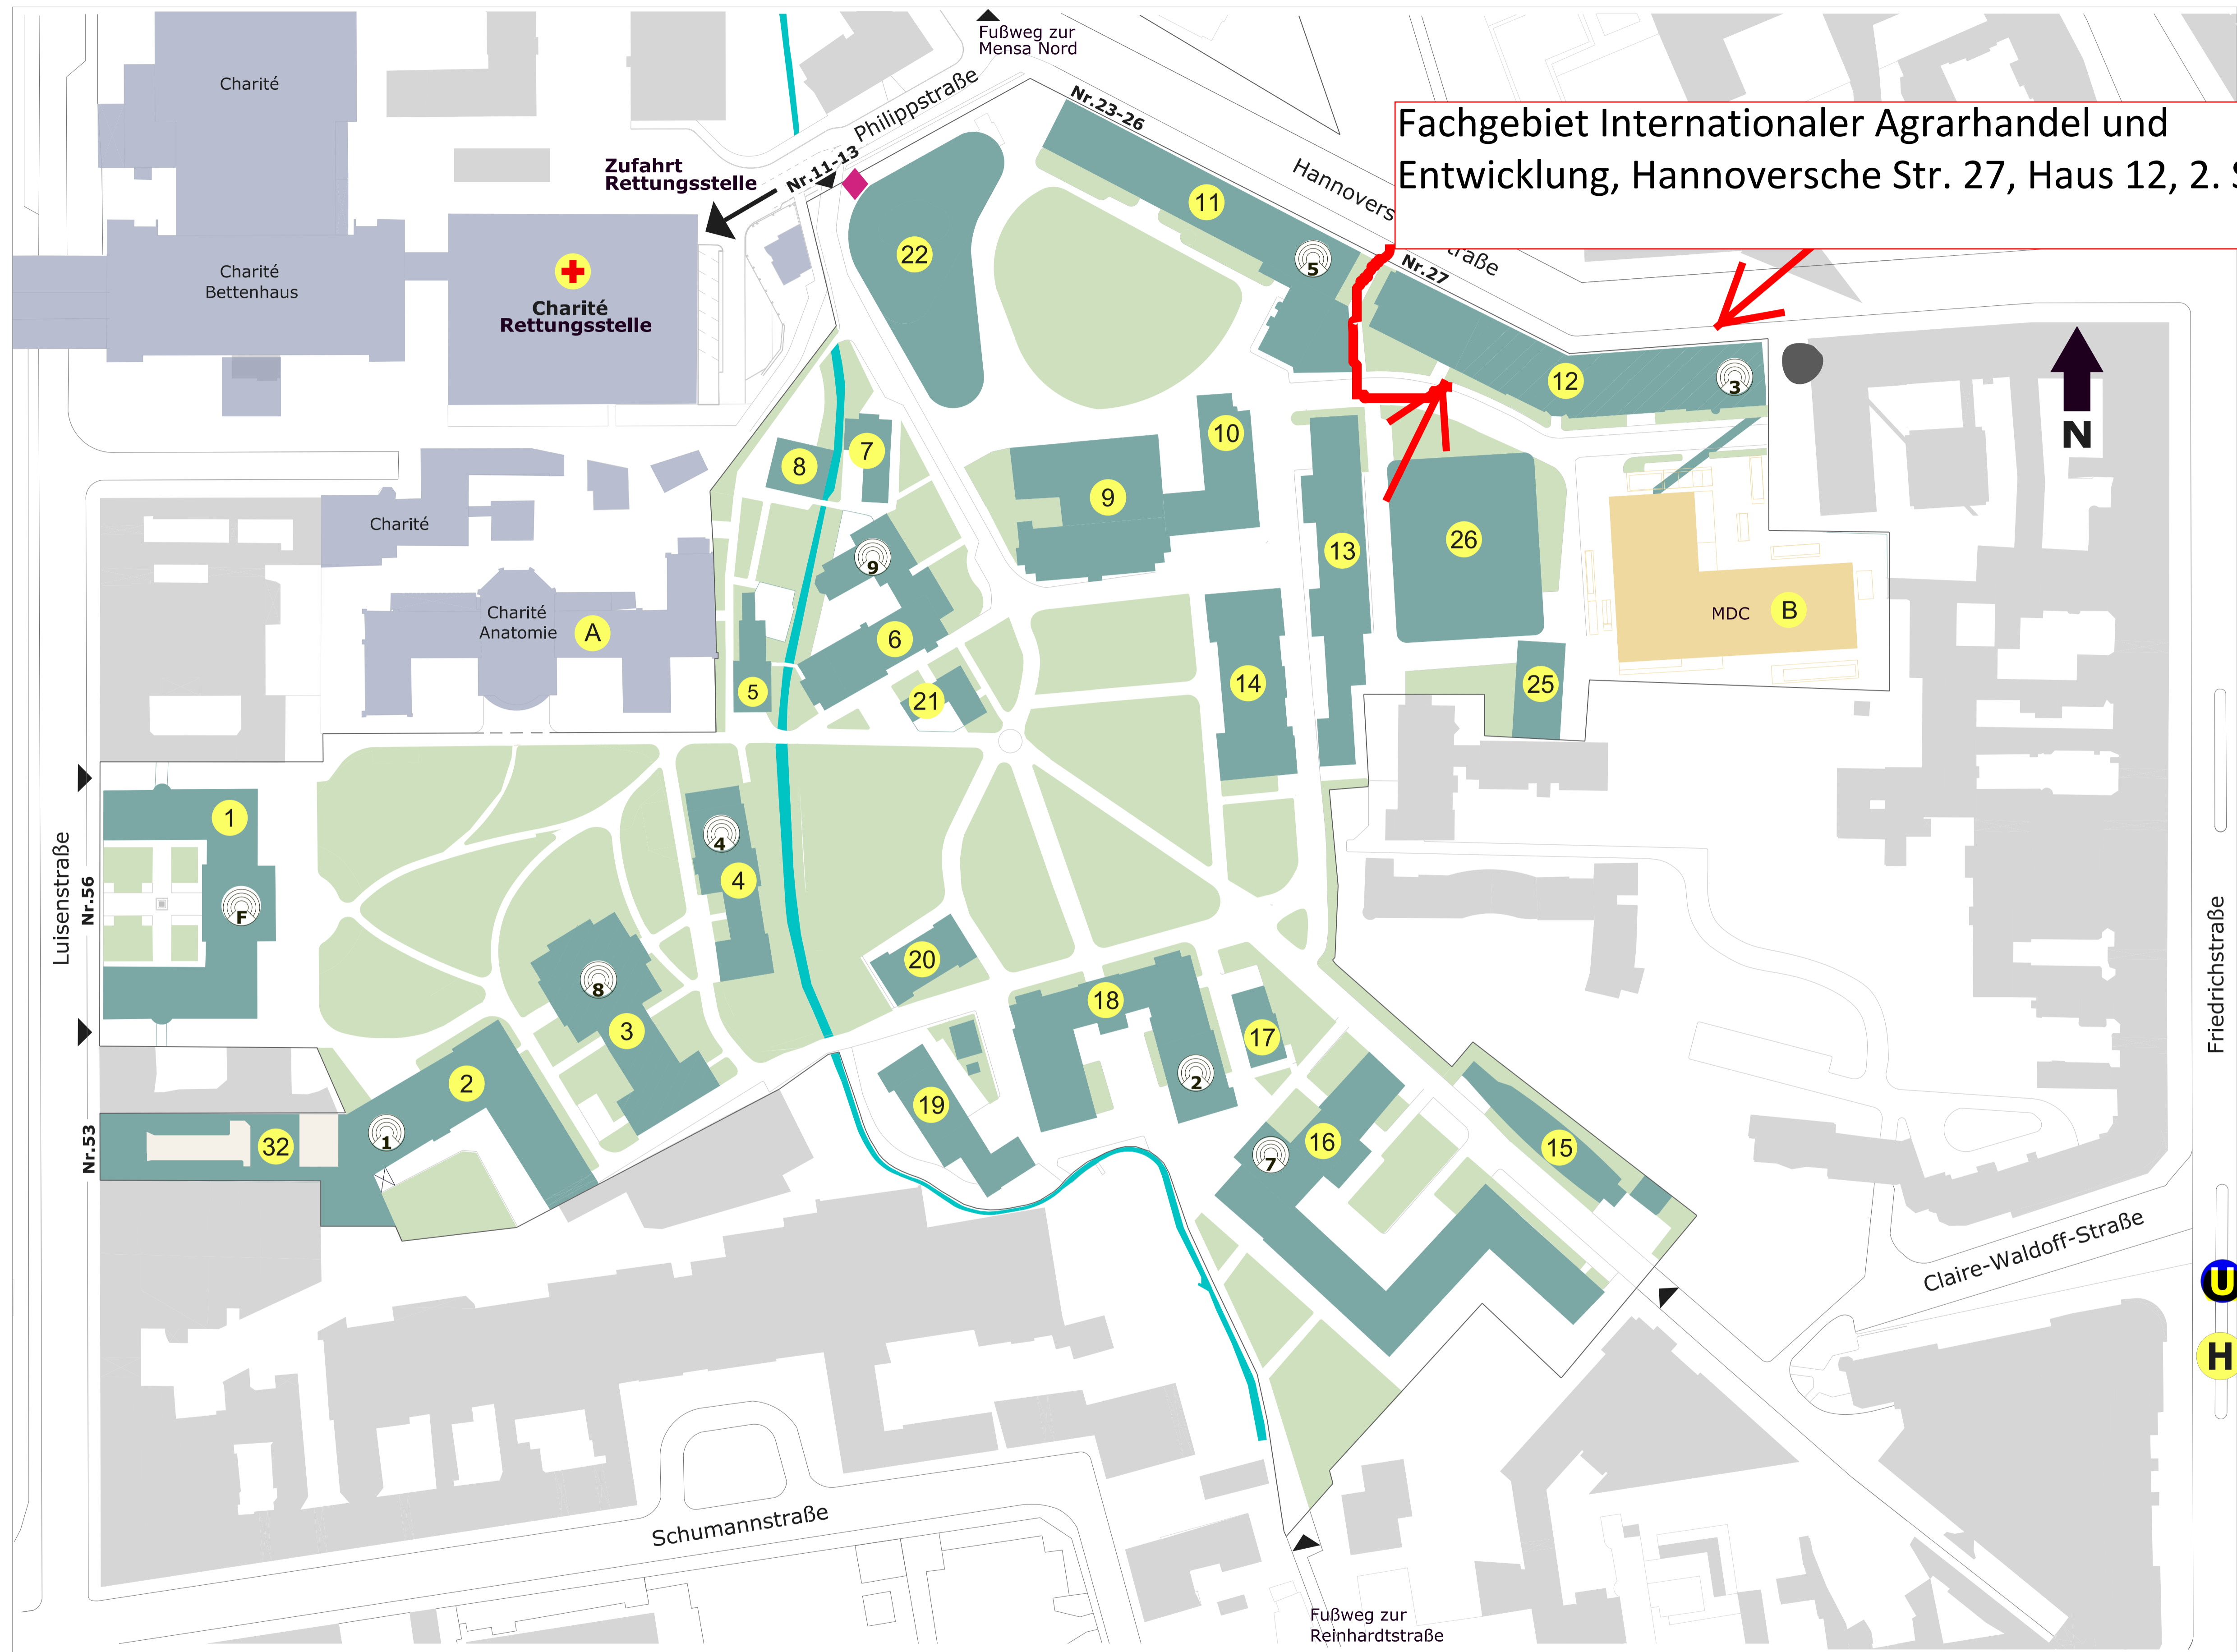 Fußweg zur
Mensa Nord
Charité
Philippstraße
Nr.23-26
Fachgebiet Internationaler Agrarhandel und
Entwicklung, Hannoversche Str. 27, Haus 12, 2.
Nr.11-13
Zufahrt
Rettungsstelle
Hannovers
traße
Nr.27
11
22
5
Charité
Bettenhaus
Charité
Rettungsstelle
12
3
N
10
7
8
9
Charité
9
13
26
Charité
Anatomie
A
MDC
B
6
5
21
14
25
1
4
4
F
Luisenstraße
Nr.56
Friedrichstraße
20
8
18
3
17
2
2
19
1
32
Nr.53
7
16
15
Claire-Waldoff-Straße
U
H
Schumannstraße
Fußweg zur
Reinhardtstraße